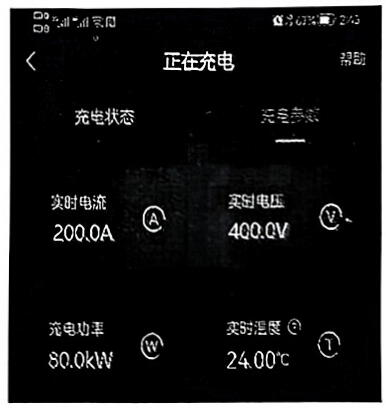 2:45
正在充电
帮助
充电状态
充电参数
实时电流
200.0A
A
实时电压
400.0V
V
充电功率
80.0kW
W
实时温度
24.00℃
T